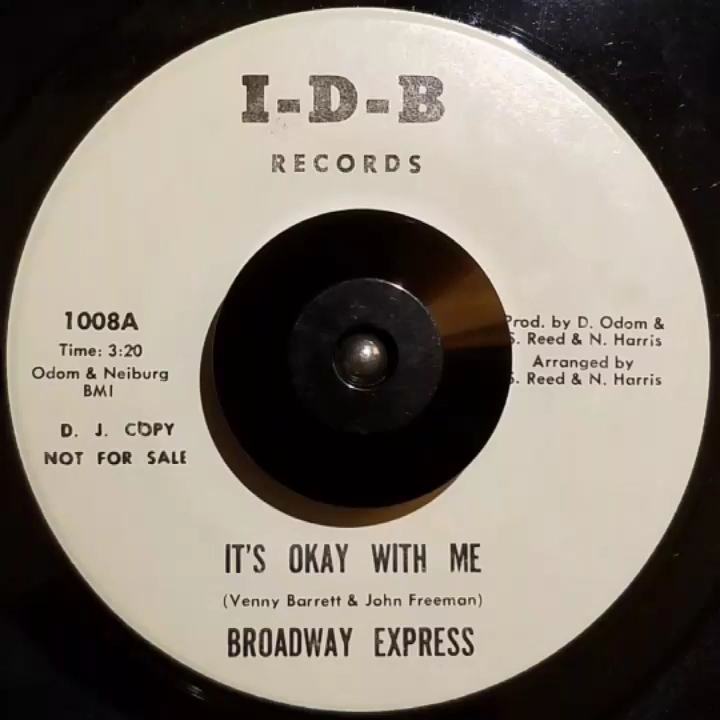 I-D-B
RECORDS
1008A
Time: 3:20
Odom & Neiburg
BMI
D. J. COPY
NOT FOR SALE
Prod. by D. Odom &
S. Reed & N. Harris
Arranged by
S. Reed & N. Harris
IT'S OKAY WITH ME
(Venny Barrett & John Freeman)
BROADWAY EXPRESS